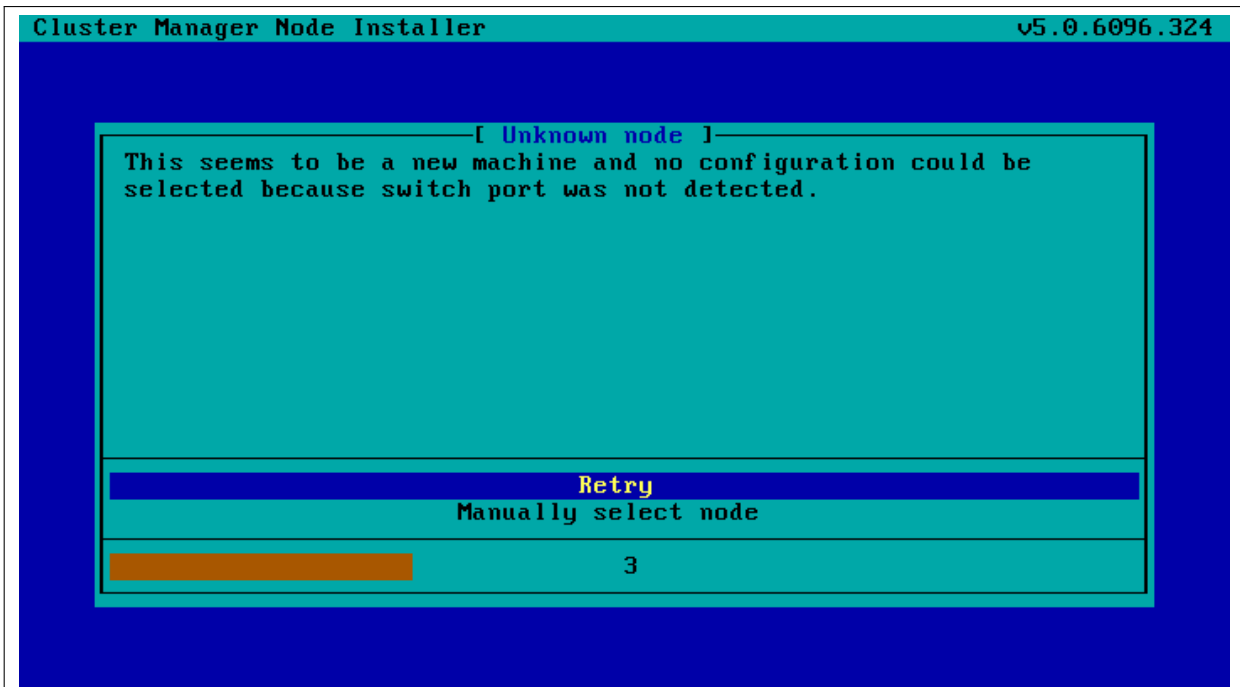 Cluster Manager Node Installer v5.0.6096.324
[ Unknown node ]
This seems to be a new machine and no configuration could be
selected because switch port was not detected.
Retry
Manually select node
3